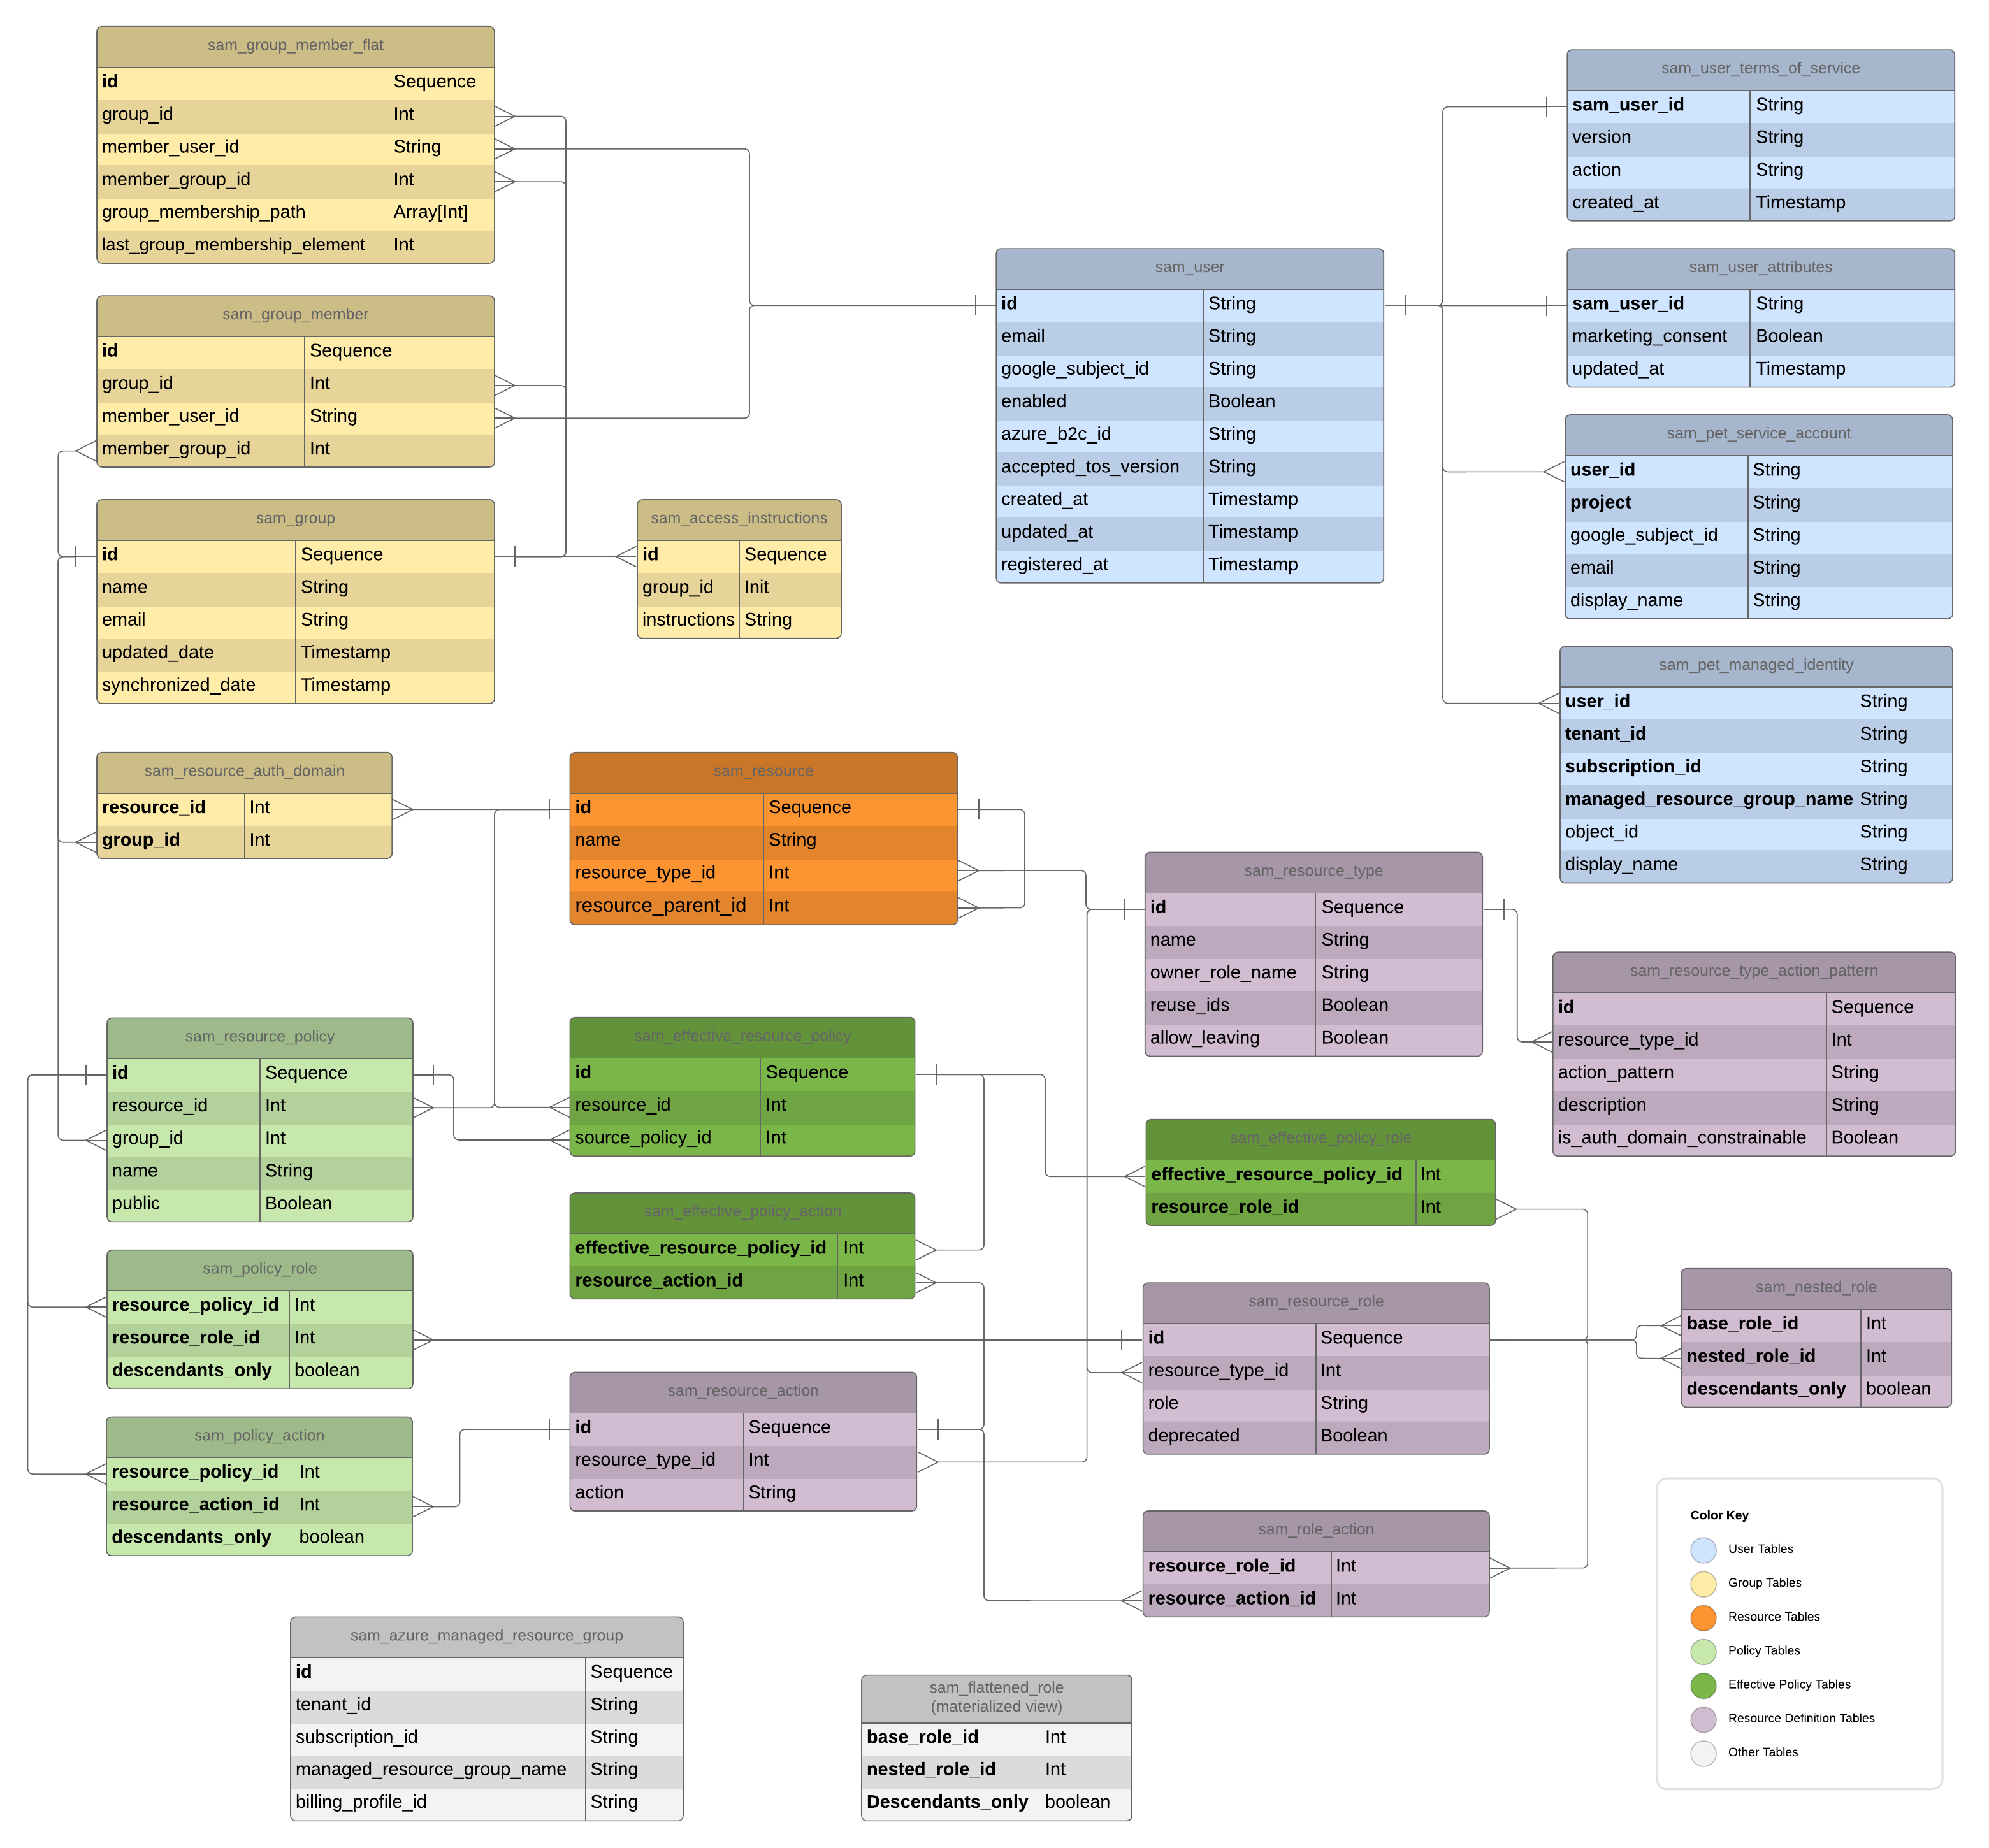 sam_group_member_flat
id Sequence
group_id Int
member_user_id String
member_group_id Int
group_membership_path Array[Int]
last_group_membership_element Int
sam_group_member
id Sequence
group_id Int
member_user_id String
member_group_id Int
sam_group
id Sequence
name String
email String
updated_date Timestamp
synchronized_date Timestamp
sam_access_instructions
id Sequence
group_id Init
instructions String
sam_user
id String
email String
google_subject_id String
enabled Boolean
azure_b2c_id String
accepted_tos_version String
created_at Timestamp
updated_at Timestamp
registered_at Timestamp
sam_user_terms_of_service
sam_user_id String
version String
action String
created_at Timestamp
sam_user_attributes
sam_user_id String
marketing_consent Boolean
updated_at Timestamp
sam_pet_service_account
user_id String
project String
google_subject_id String
email String
display_name String
sam_pet_managed_identity
user_id String
tenant_id String
subscription_id String
managed_resource_group_name String
object_id String
display_name String
sam_resource_auth_domain
resource_id Int
group_id Int
sam_resource
id Sequence
name String
resource_type_id Int
resource_parent_id Int
sam_resource_type
id Sequence
name String
owner_role_name String
reuse_ids Boolean
allow_leaving Boolean
sam_resource_type_action_pattern
id Sequence
resource_type_id Int
action_pattern String
description String
is_auth_domain_constrainable Boolean
sam_resource_policy
id Sequence
resource_id Int
group_id Int
name String
public Boolean
sam_effective_resource_policy
id Sequence
resource_id Int
source_policy_id Int
sam_effective_policy_role
effective_resource_policy_id Int
resource_role_id Int
sam_effective_policy_action
effective_resource_policy_id Int
resource_action_id Int
sam_policy_role
resource_policy_id Int
resource_role_id Int
descendants_only boolean
sam_resource_role
id Sequence
resource_type_id Int
role String
deprecated Boolean
sam_nested_role
base_role_id Int
nested_role_id Int
descendants_only boolean
sam_resource_action
id Sequence
resource_type_id Int
action String
sam_policy_action
resource_policy_id Int
resource_action_id Int
descendants_only boolean
sam_role_action
resource_role_id Int
resource_action_id Int
sam_azure_managed_resource_group
id Sequence
tenant_id String
subscription_id String
managed_resource_group_name String
billing_profile_id String
sam_flattened_role
(materialized view)
base_role_id Int
nested_role_id Int
Descendants_only boolean
Color Key
User Tables
Group Tables
Resource Tables
Policy Tables
Effective Policy Tables
Resource Definition Tables
Other Tables